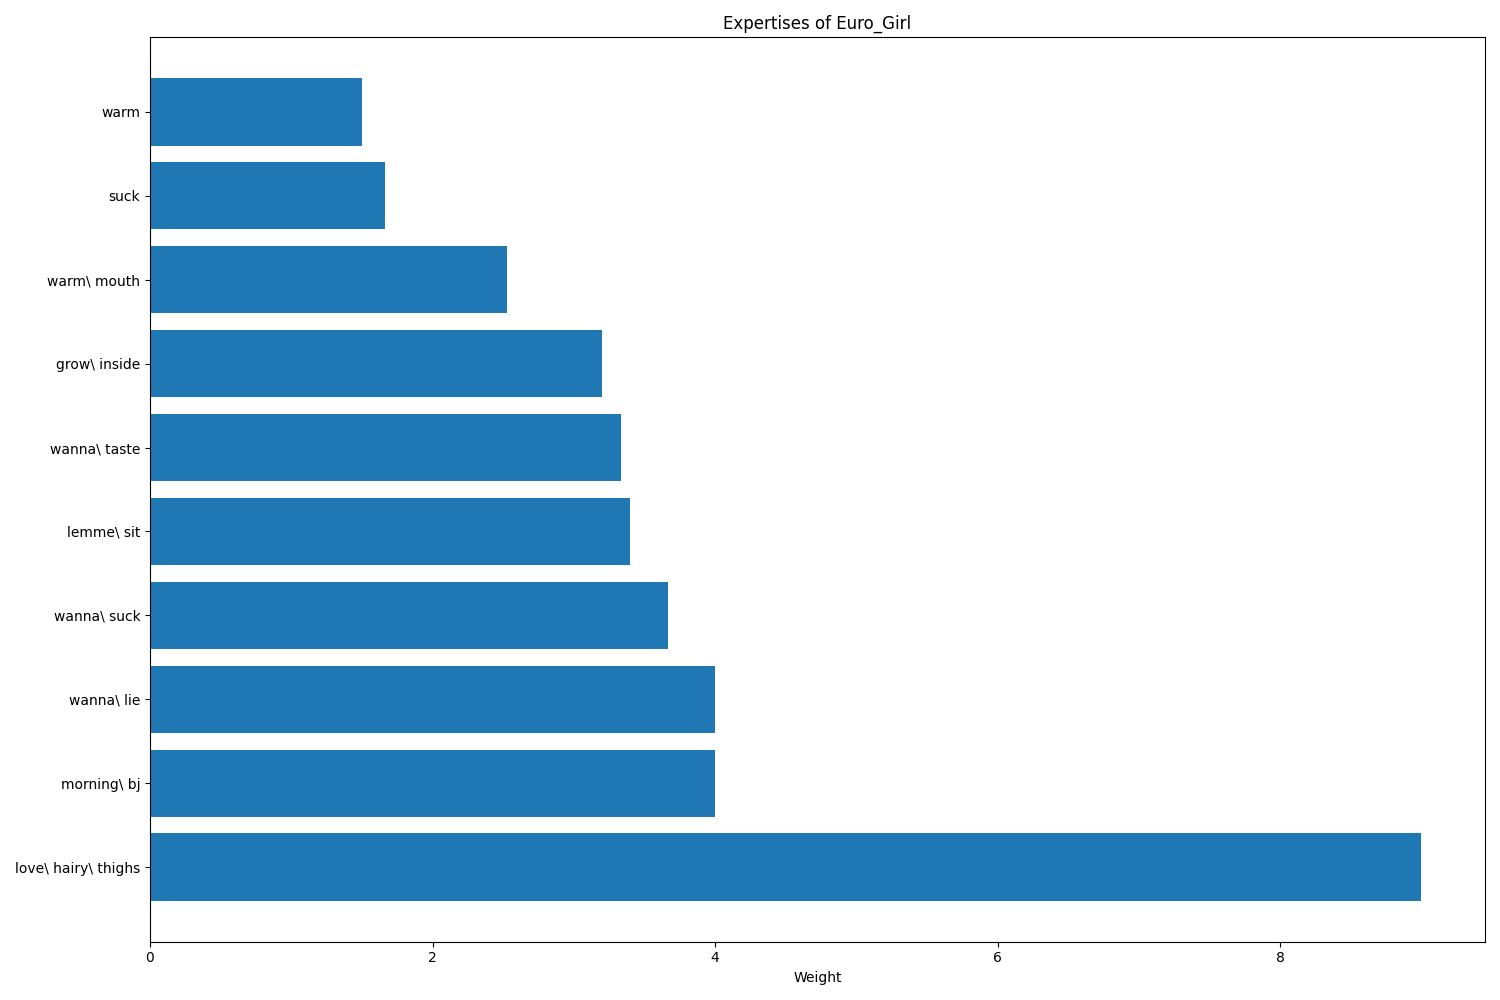 Expertises of Euro_Girl
warm
suck
warm\ mouth
grow\ inside
wanna\ taste
lemme\ sit
wanna\ suck
wanna\ lie
morning\ bj
love\ hairy\ thighs
0 2 4 6 8
Weight